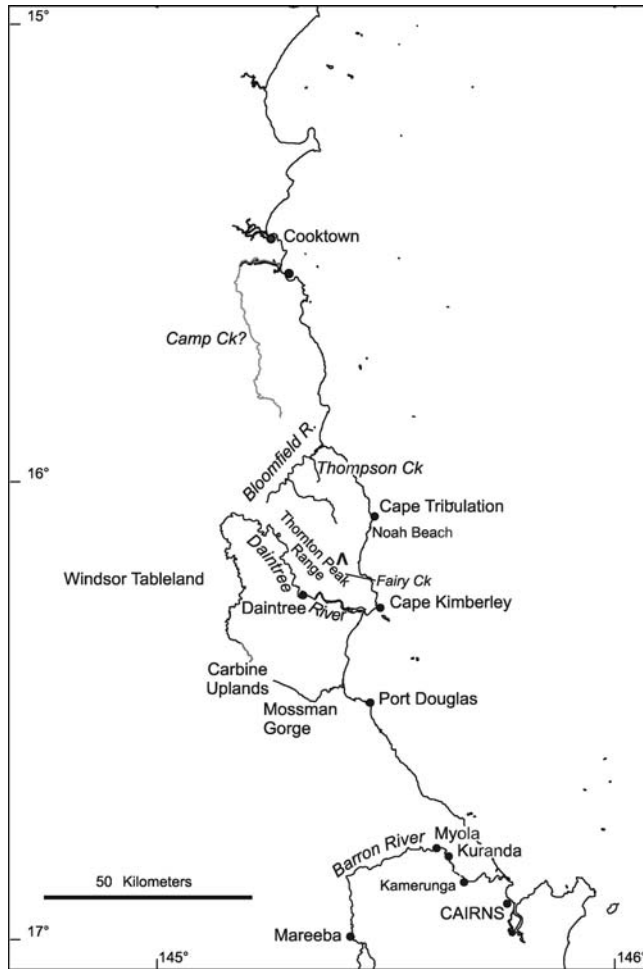 15°
Cooktown
Camp Ck?
Bloomfield R.
Thompson Ck
16°
Cape Tribulation
Noah Beach
Thornton Peak
Range
Fairy Ck
Windsor Tableland
Daintree
River
Daintree
Cape Kimberley
Carbine
Uplands
Mossman
Gorge
Port Douglas
Barron River
Myola
Kuranda
50 Kilometers
Kamerunga
CAIRNS
Mareeba
17°
145°
146°